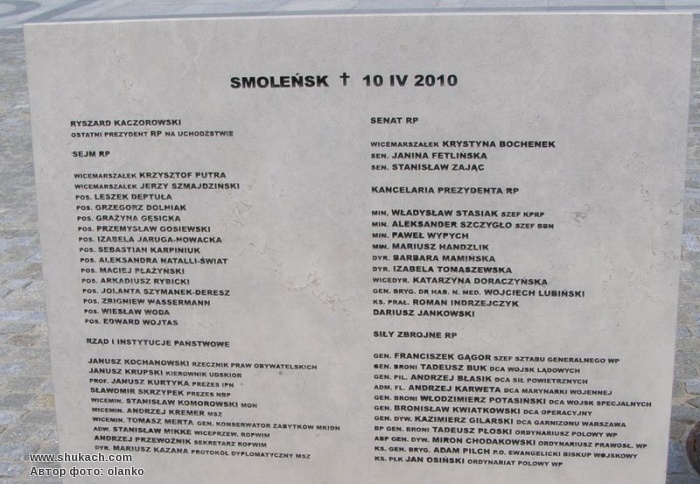 SMOLEŃSK † 10 IV 2010
RYSZARD KACZOROWSKI
OSTATNI PREZYDENT RP NA UCHODŹSTWIE
SEJM RP
WICEMARSZAŁEK KRZYSZTOF PUTRA
WICEMARSZAŁEK JERZY SZMAJDZIŃSKI
POS. LESZEK DEPTUŁA
POS. GRZEGORZ DOLNIAK
POS. GRAŻYNA GĘSICKA
POS. PRZEMYSŁAW GOSIEWSKI
POS. IZABELA JARUGA-NOWACKA
POS. SEBASTIAN KARPINIUK
POS. ALEKSANDRA NATALLI-ŚWIAT
POS. MACIEJ PŁAŻYŃSKI
POS. ARKADIUSZ RYBICKI
POS. JOLANTA SZYMANEK-DERESZ
POS. ZBIGNIEW WASSERMANN
POS. WIESŁAW WODA
POS. EDWARD WOJTAS
RZĄD I INSTYTUCJE PAŃSTWOWE
JANUSZ KOCHANOWSKI RZECZNIK PRAW OBYWATELSKICH
JANUSZ KRUPSKI KIEROWNIK UDSKIOR
PROF. JANUSZ KURTYKA PREZES IPN
SŁAWOMIR SKRZYPEK PREZES NBP
WICEMIN. STANISŁAW KOMOROWSKI MON
WICEMIN. ANDRZEJ KREMER MSZ
WICEMIN. TOMASZ MERTA GEN. KONSERWATOR ZABYTKÓW MKIDN
ADW. STANISŁAW MIKKE WICEPRZEW. ROPWIM
ANDRZEJ PRZEWOŹNIK SEKRETARZ ROPWIM
DYR. MARIUSZ KAZANA PROTOKÓŁ DYPLOMATYCZNY MSZ
SENAT RP
WICEMARSZAŁEK KRYSTYNA BOCHENEK
SEN. JANINA FETLIŃSKA
SEN. STANISŁAW ZAJĄC
KANCELARIA PREZYDENTA RP
MIN. WŁADYSŁAW STASIAK SZEF KPRP
MIN. ALEKSANDER SZCZYGŁO SZEF BBN
MIN. PAWEŁ WYPYCH
MIN. MARIUSZ HANDZLIK
DYR. BARBARA MAMIŃSKA
DYR. IZABELA TOMASZEWSKA
WICEDYR. KATARZYNA DORACZYŃSKA
GEN. BRYG. DR HAB. N. MED. WOJCIECH LUBIŃSKI
KS. PRAŁ. ROMAN INDRZEJCZYK
DARIUSZ JANKOWSKI
SIŁY ZBROJNE RP
GEN. FRANCISZEK GĄGOR SZEF SZTABU GENERALNEGO WP
GEN. BRONI TADEUSZ BUK DCA WOJSK LĄDOWYCH
GEN. PIL. ANDRZEJ BŁASIK DCA SIŁ POWIETRZNYCH
ADM. FL. ANDRZEJ KARWETA DCA MARYNARKI WOJENNEJ
GEN. BRONI WŁODZIMIERZ POTASIŃSKI DCA WOJSK SPECJALNYCH
GEN. BRONISŁAW KWIATKOWSKI DCA OPERACYJNY
GEN. DYW. KAZIMIERZ GILARSKI DCA GARNIZONU WARSZAWA
BP GEN. BRONI TADEUSZ PŁOSKI ORDYNARIUSZ POLOWY WP
ABP GEN. DYW. MIRON CHODAKOWSKI ORDYNARIUSZ PRAWOSŁ. WP
KS. GEN. BRYG. ADAM PILCH P.O. EWANGELICKI BISKUP WOJSKOWY
KS. PŁK JAN OSIŃSKI ORDYNARIAT POLOWY WP
www.shukach.com
Автор фото: olanko